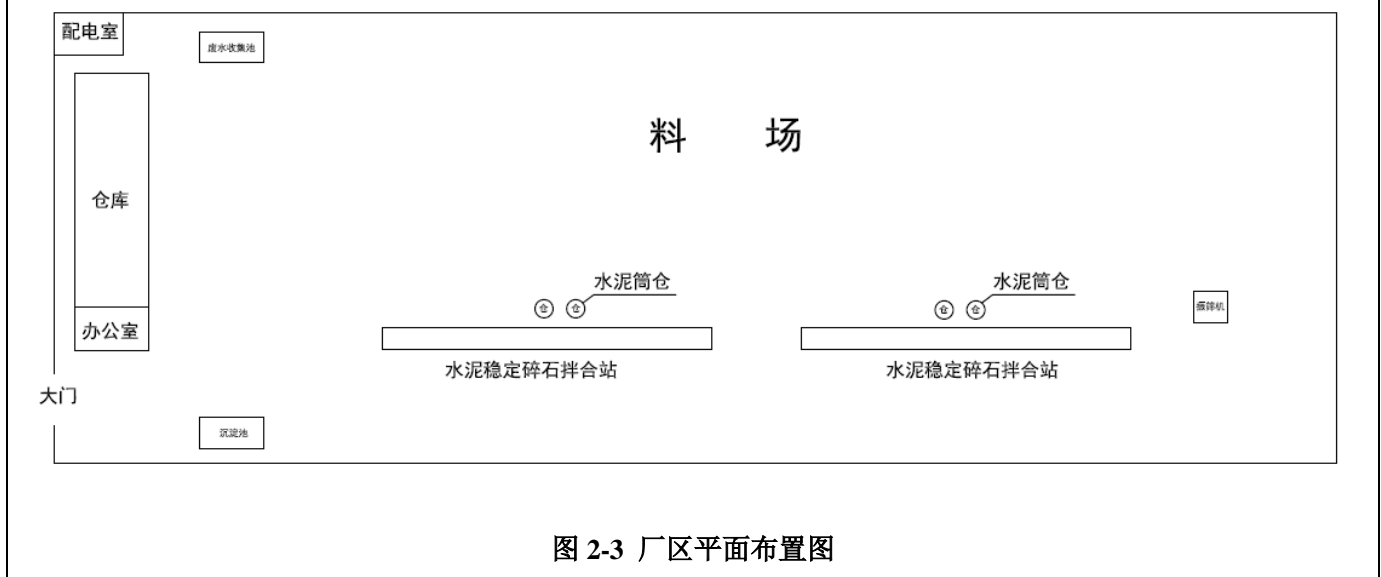 配电室
废水收集池
料 场
仓库
水泥筒仓
水泥筒仓
仓
仓
仓
仓
振筛机
办公室
水泥稳定碎石拌合站
水泥稳定碎石拌合站
大门
沉淀池
图 2-3 厂区平面布置图